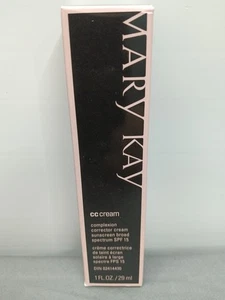 MARY KAY
cc cream
complexion
corrector cream
sunscreen broad
spectrum SPF 15
crème correctrice
de teint écran
solaire à large
spectre FPS 15
1 FL. OZ. / 29 mL